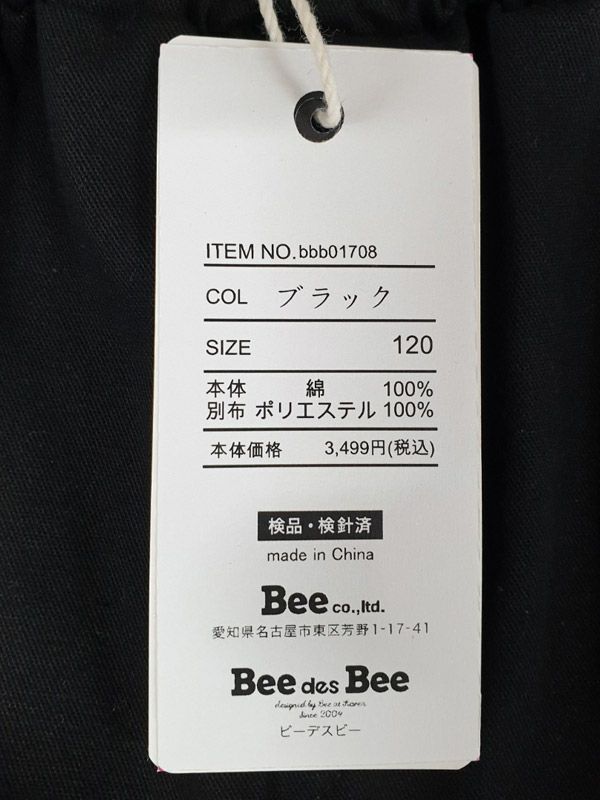 ITEM NO.bbb01708
COL ブラック
SIZE 120
本体 綿 100%
別布 ポリエステル 100%
本体価格 3,499円(税込)
検品・検針済
made in China
Bee co.,ltd.
愛知県名古屋市東区芳野1-17-41
Bee des Bee
designed by Bee at Korea
since 2004
ビーデスビー